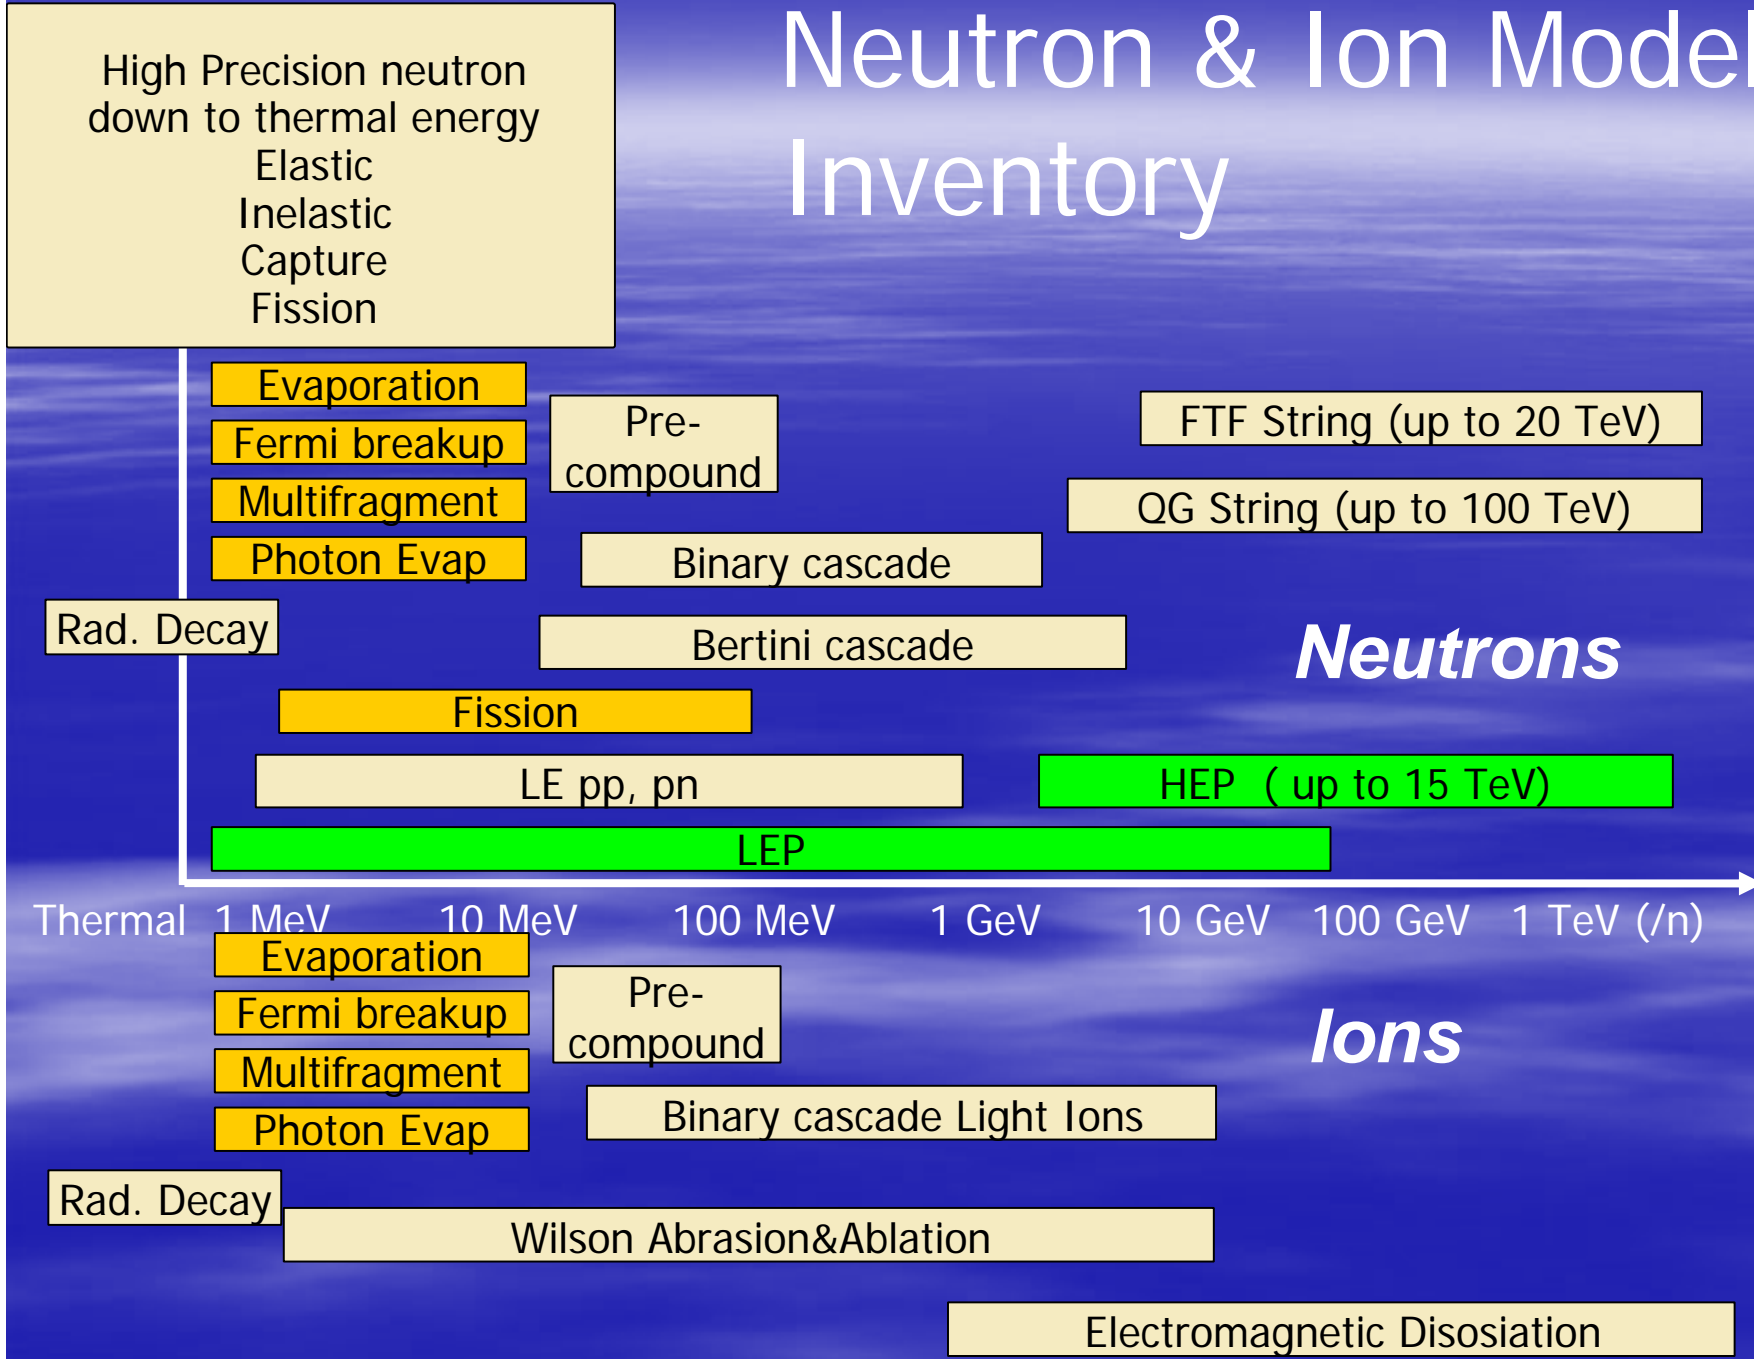 Neutron & Ion Model
Inventory
High Precision neutron
down to thermal energy
Elastic
Inelastic
Capture
Fission
Evaporation
Fermi breakup
Multifragment
Photon Evap
Pre-
compound
FTF String (up to 20 TeV)
QG String (up to 100 TeV)
Binary cascade
Rad. Decay
Bertini cascade
Neutrons
Fission
LE pp, pn
HEP ( up to 15 TeV)
LEP
Thermal 1 MeV 10 MeV 100 MeV 1 GeV 10 GeV 100 GeV 1 TeV (/n)
Evaporation
Fermi breakup
Multifragment
Photon Evap
Pre-
compound
Ions
Binary cascade Light Ions
Rad. Decay
Wilson Abrasion&Ablation
Electromagnetic Disosiation